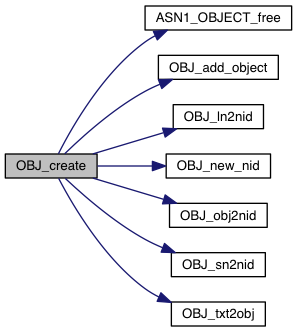 ASN1_OBJECT_free
OBJ_add_object
OBJ_ln2nid
OBJ_create
OBJ_new_nid
OBJ_obj2nid
OBJ_sn2nid
OBJ_txt2obj